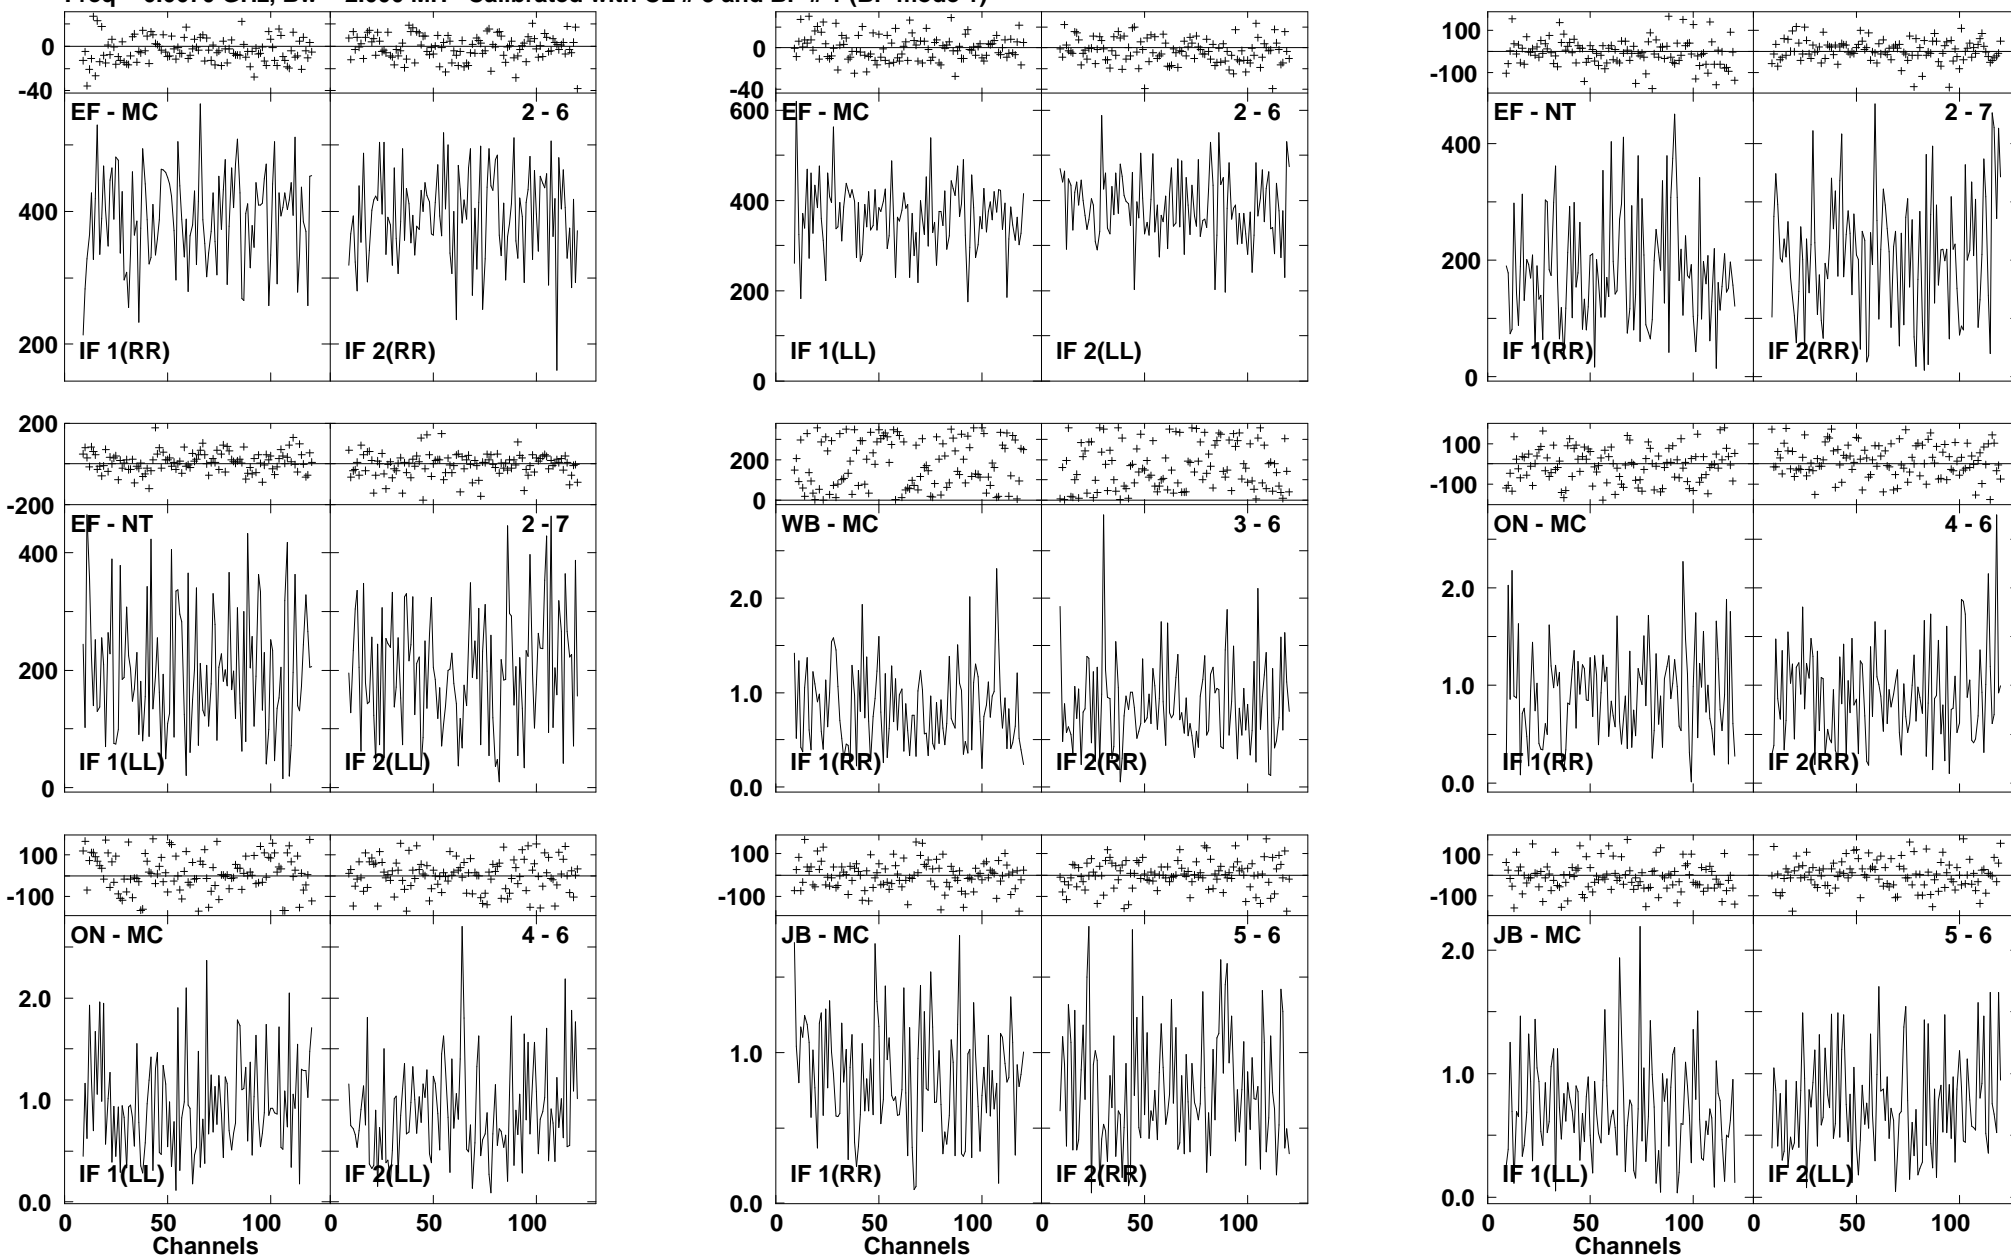 0
-40
EF - MC 2 - 6
400
200
IF 1(RR) IF 2(RR)
0
-40
600
EF - MC 2 - 6
400
200
0
IF 1(LL) IF 2(LL)
100
-100
EF - NT 2 - 7
400
200
0
IF 1(RR) IF 2(RR)
200
-200
EF - NT 2 - 7
400
200
0
IF 1(LL) IF 2(LL)
200
0
WB - MC 3 - 6
2.0
1.0
0.0
IF 1(RR) IF 2(RR)
100
-100
ON - MC 4 - 6
2.0
1.0
0.0
IF 1(RR) IF 2(RR)
100
-100
ON - MC 4 - 6
2.0
1.0
0.0
IF 1(LL) IF 2(LL)
0 50 100 0 50 100
Channels
100
-100
JB - MC 5 - 6
1.0
0.0
IF 1(RR) IF 2(RR)
0 50 100 0 50 100
Channels
100
-100
JB - MC 5 - 6
2.0
1.0
0.0
IF 1(LL) IF 2(LL)
0 50 100 0 50 100
Channels